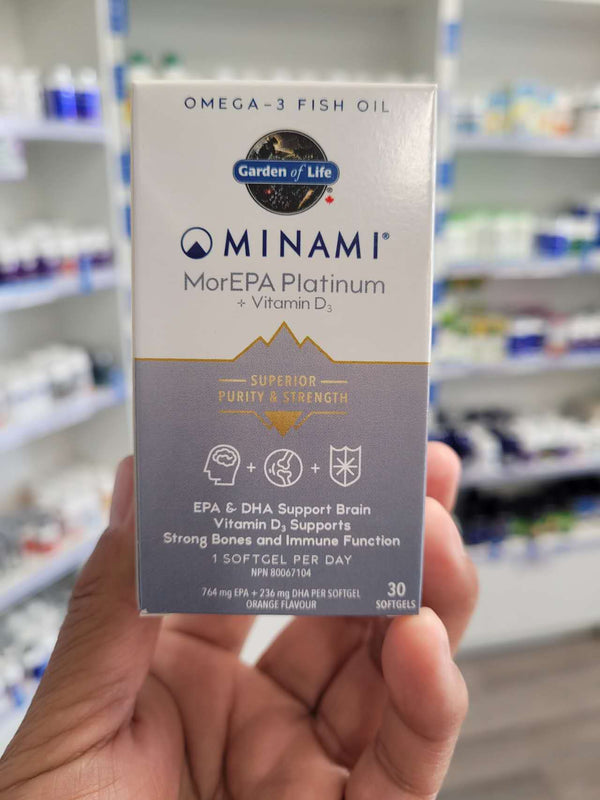 OMEGA-3 FISH OIL
Garden of Life®
MINAMI®
MorEPA Platinum
+ Vitamin D₃
SUPERIOR
PURITY & STRENGTH
+ +
EPA & DHA Support Brain
Vitamin D₃ Supports
Strong Bones and Immune Function
1 SOFTGEL PER DAY
NPN 80067104
764 mg EPA + 236 mg DHA PER SOFTGEL
ORANGE FLAVOUR
30
SOFTGELS